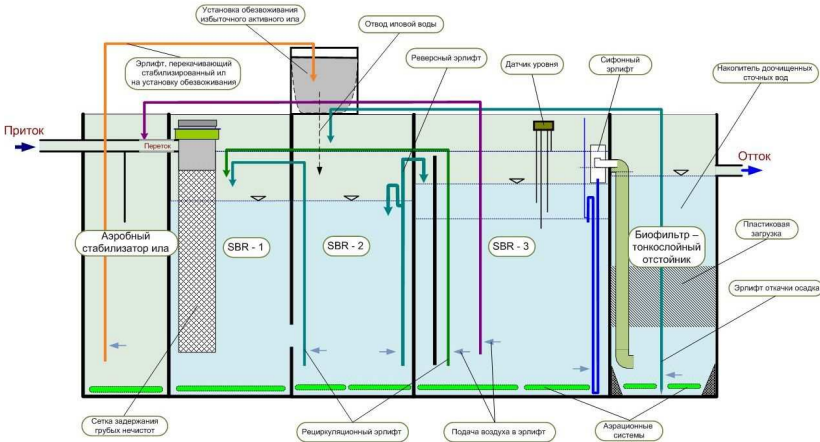 Установка обезвоживания
избыточного активного ила
Отвод иловой воды
Эрлифт, перекачивающий
стабилизированный ил
на установку обезвоживания
Реверсный эрлифт
Датчик уровня
Сифонный
эрлифт
Накопитель доочищенных
сточных вод
Приток
Переток
Отток
Аэробный
стабилизатор ила
SBR - 1
SBR - 2
SBR - 3
Биофильтр –
тонкослойный
отстойник
Пластиковая
загрузка
Эрлифт откачки осадка
Сетка задержания
грубых нечистот
Рециркуляционный эрлифт
Подача воздуха в эрлифт
Аэрационные
системы